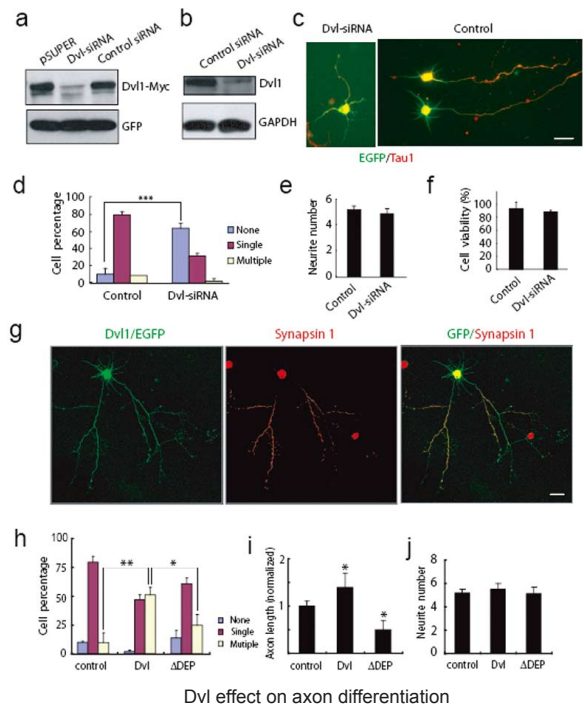 a
pSUPER
Dvl-siRNA
Control siRNA
Dvl1-Myc
GFP
b
Control siRNA
Dvl-siRNA
Dvl1
GAPDH
c
Dvl-siRNA
Control
EGFP/Tau1
d
Cell percentage
80
60
40
20
0
***
None
Single
Multiple
Control
Dvl-siRNA
e
Neurite number
6
4
2
0
Control
Dvl-siRNA
f
Cell viability (%)
100
80
60
40
20
0
Control
Dvl-siRNA
g
Dvl1/EGFP
Synapsin 1
GFP/Synapsin 1
h
Cell percentage
100
75
50
25
0
**
*
None
Single
Mutiple
control
Dvl
ΔDEP
i
Axon length (normalized)
2
1
0
*
*
control
Dvl
ΔDEP
j
Neurite number
8
6
4
2
0
control
Dvl
ΔDEP
Dvl effect on axon differentiation